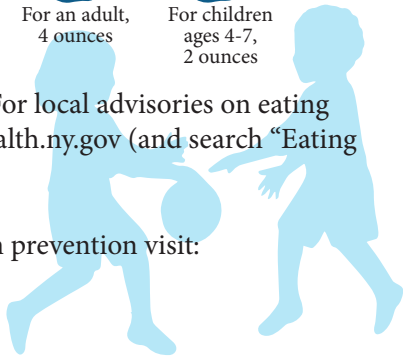 For an adult,
4 ounces
For children
ages 4-7,
2 ounces
For local advisories on eating
alth.ny.gov (and search “Eating
prevention visit: